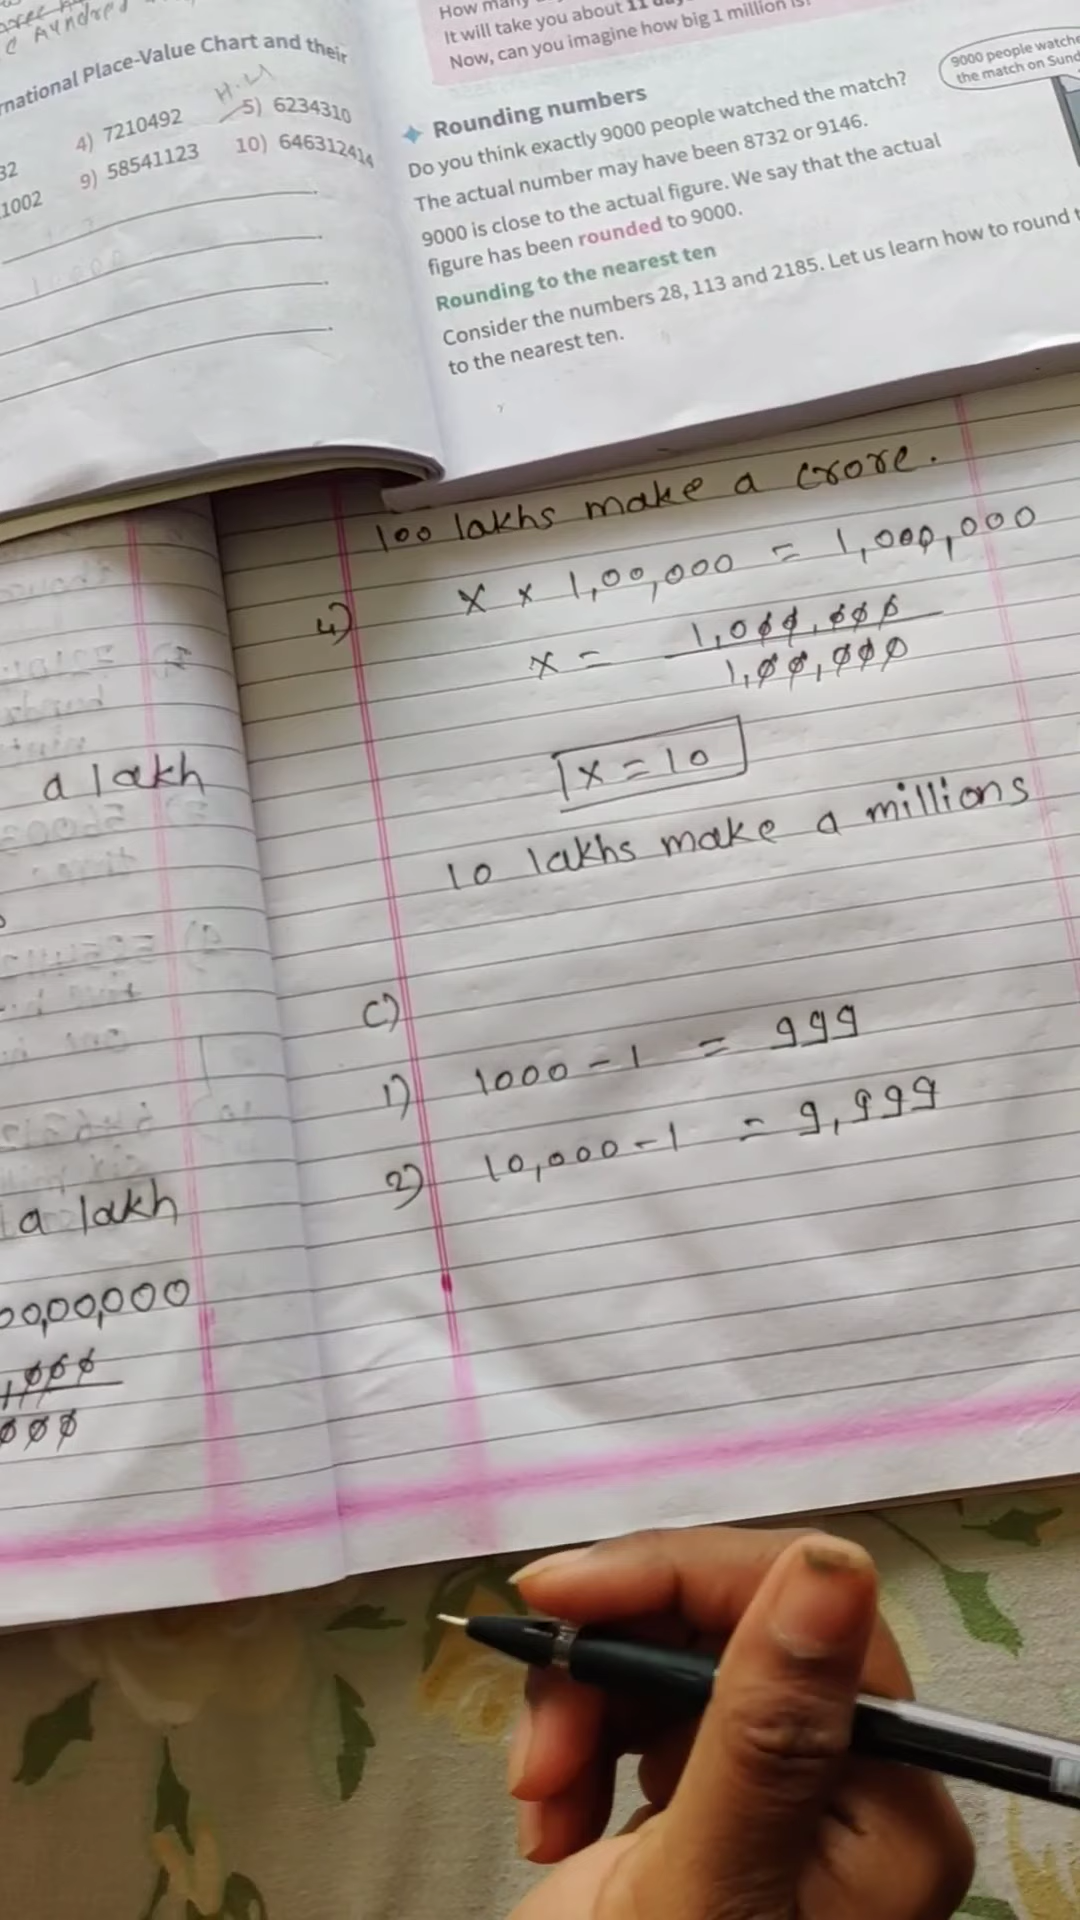 rnational Place-Value Chart and their
H.W
32
4) 7210492
5) 6234310
1002
9) 58541123
10) 646312414
It will take you about 11
Now, can you imagine how big 1 million is?
9000 people watche
the match on Sund
Rounding numbers
Do you think exactly 9000 people watched the match?
The actual number may have been 8732 or 9146.
9000 is close to the actual figure. We say that the actual
figure has been rounded to 9000.
Rounding to the nearest ten
Consider the numbers 28, 113 and 2185. Let us learn how to round
to the nearest ten.
100 lakhs make a crore.
4) x × 1,00,000 = 1,000,000
x = 1,000,000
1,00,000
x = 10
10 lakhs make a millions
C)
1) 1000 - 1 = 999
2) 10,000 - 1 = 9,999
a lakh
a lakh
00,00,000
,000
000